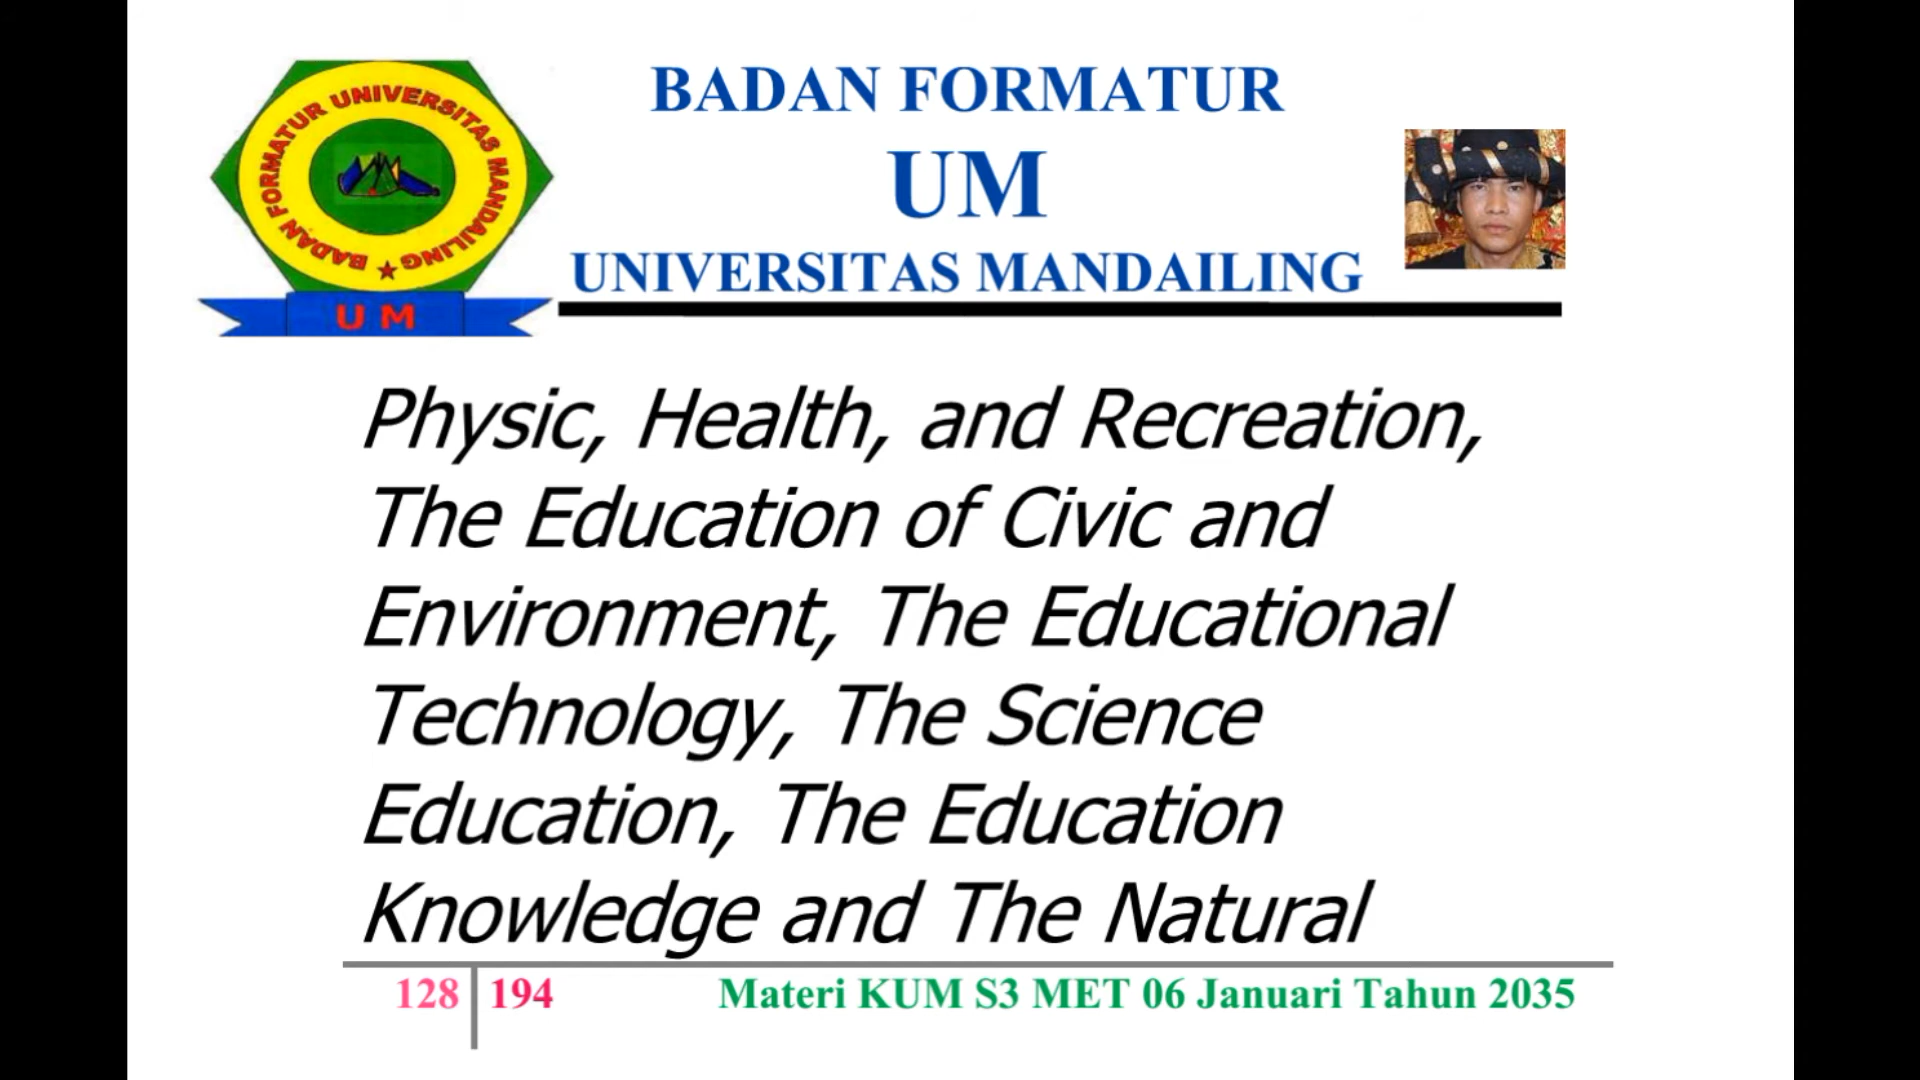 BADAN FORMATUR UNIVERSITAS MANDAILING
U M
BADAN FORMATUR
UM
UNIVERSITAS MANDAILING
Physic, Health, and Recreation,
The Education of Civic and
Environment, The Educational
Technology, The Science
Education, The Education
Knowledge and The Natural
128 194 Materi KUM S3 MET 06 Januari Tahun 2035